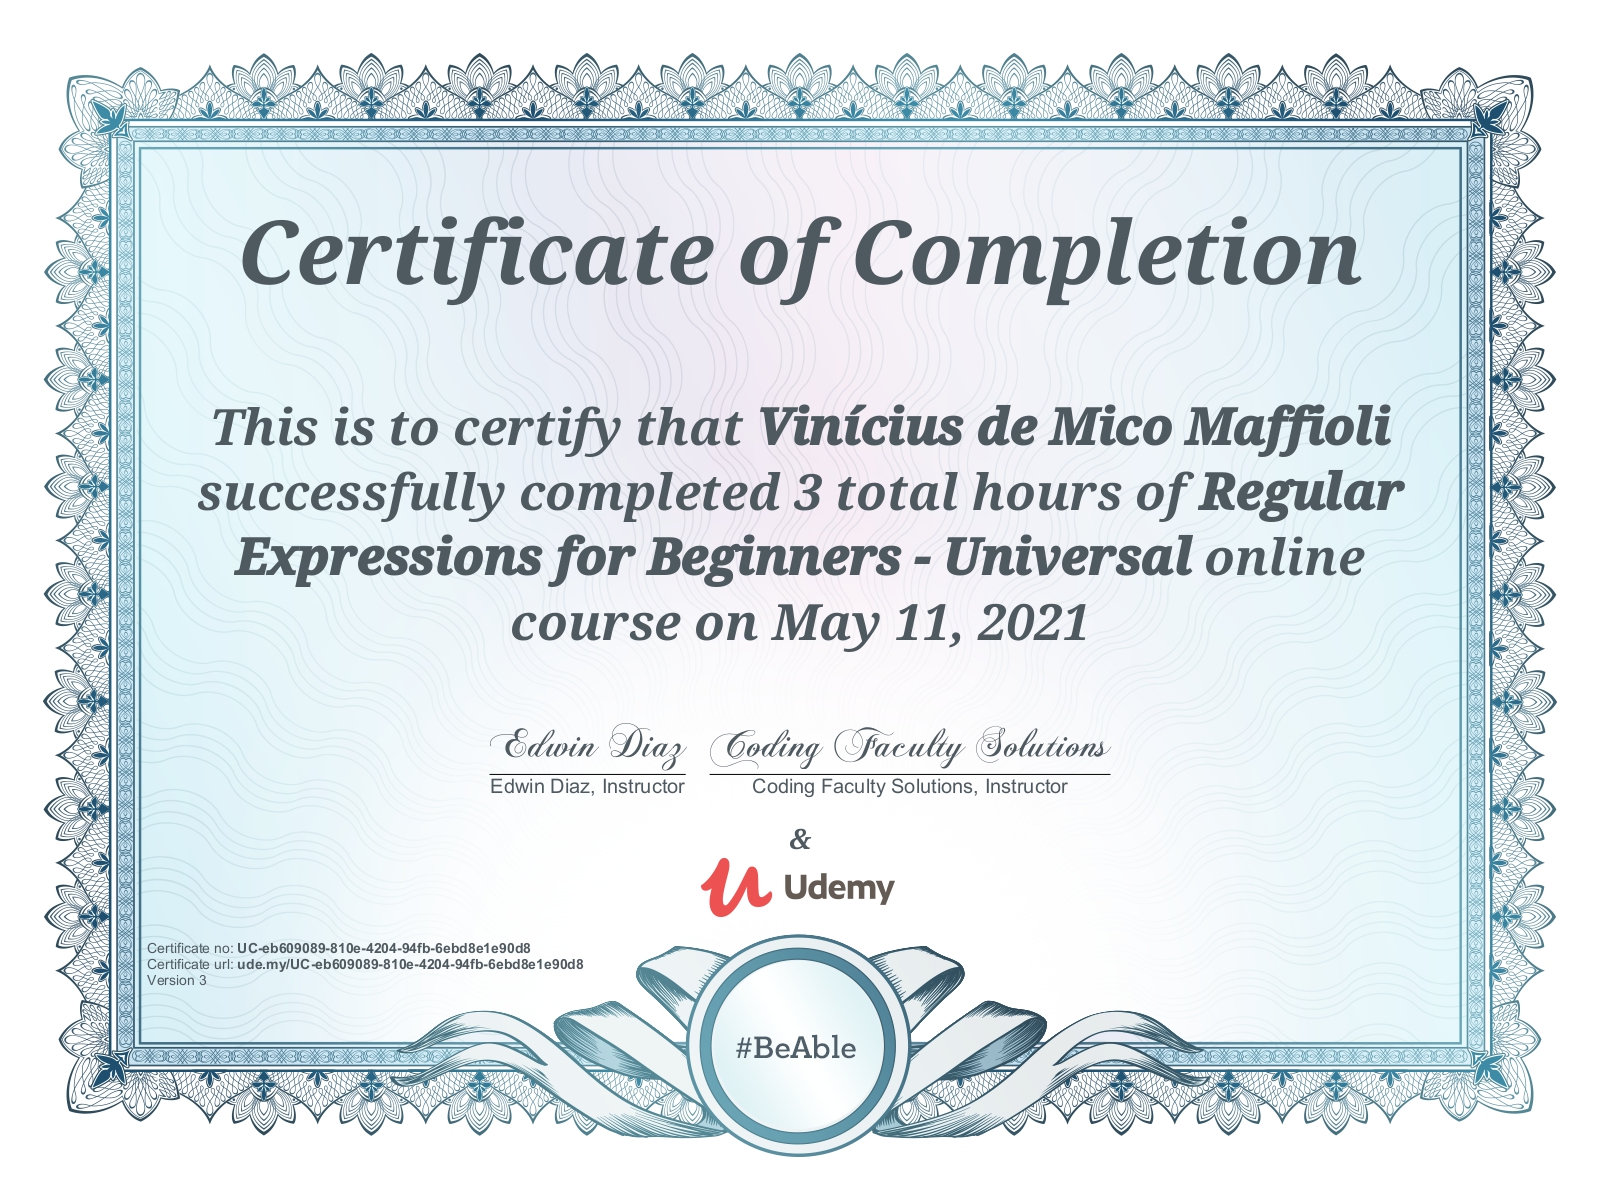 Certificate of Completion
This is to certify that Vinícius de Mico Maffioli
successfully completed 3 total hours of Regular
Expressions for Beginners - Universal online
course on May 11, 2021
Edwin Diaz Coding Faculty Solutions
Edwin Diaz, Instructor Coding Faculty Solutions, Instructor
&
Udemy
Certificate no: UC-eb609089-810e-4204-94fb-6ebd8e1e90d8
Certificate url: ude.my/UC-eb609089-810e-4204-94fb-6ebd8e1e90d8
Version 3
#BeAble